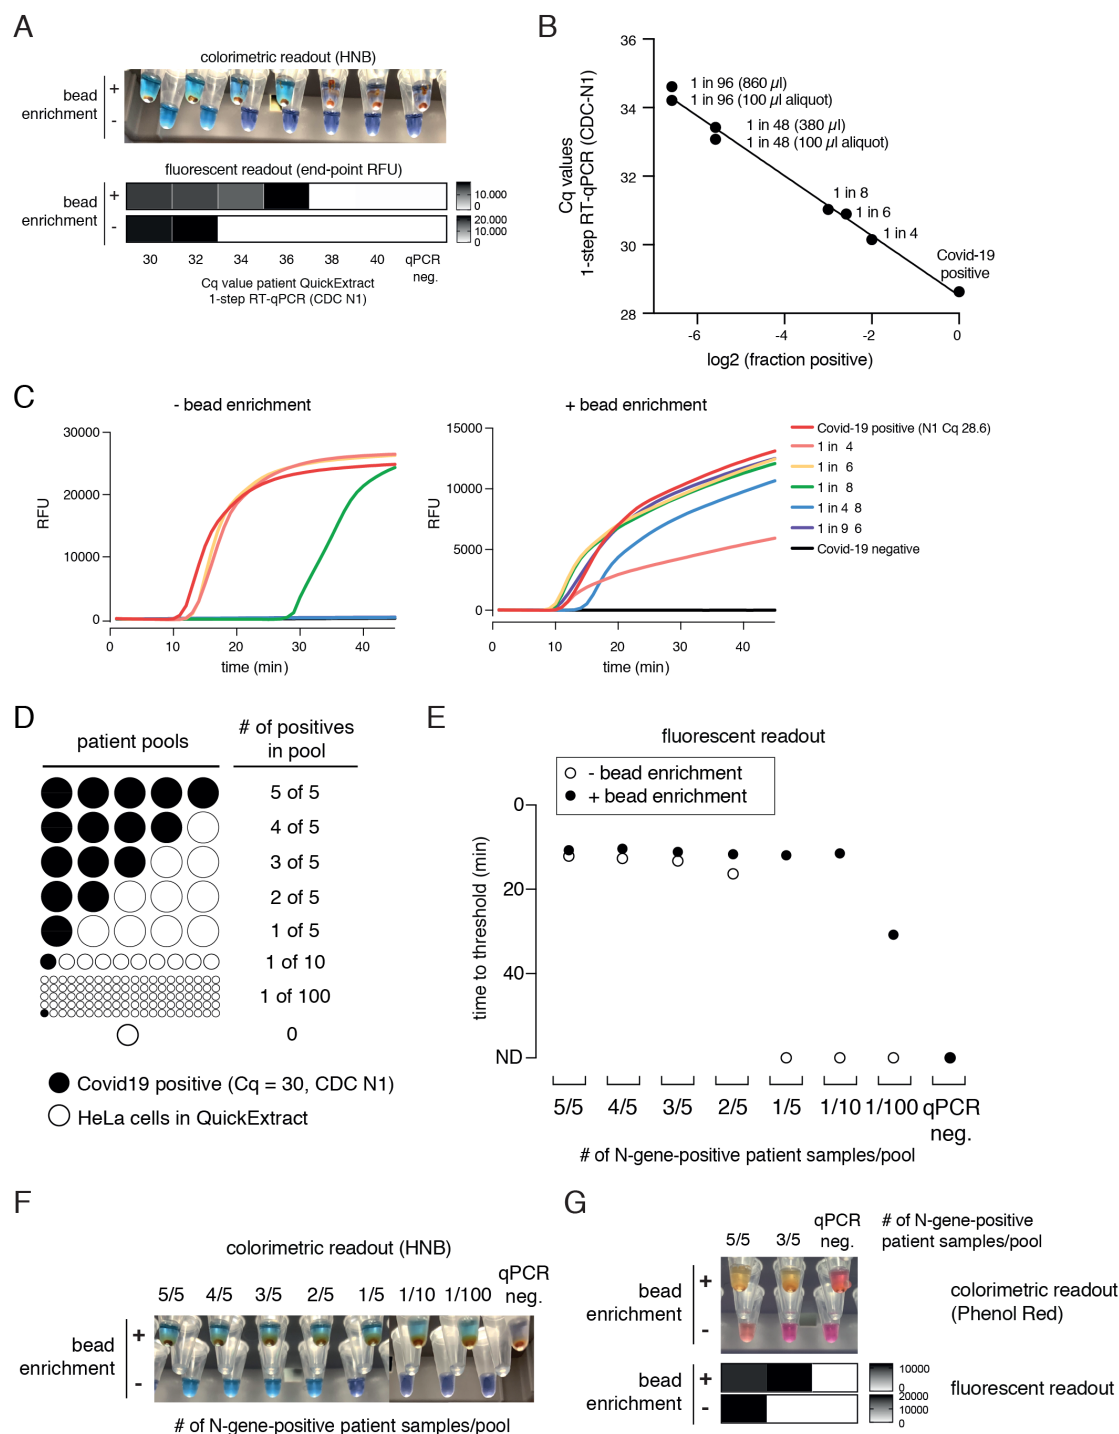 A
colorimetric readout (HNB)
bead
enrichment
+
-
fluorescent readout (end-point RFU)
bead
enrichment
+
-
10.000
0
20.000
10.000
0
30 32 34 36 38 40 qPCR
neg.
Cq value patient QuickExtract
1-step RT-qPCR (CDC N1)
B
Cq values
1-step RT-qPCR (CDC-N1)
36
34
32
30
28
1 in 96 (860 µl)
1 in 96 (100 µl aliquot)
1 in 48 (380 µl)
1 in 48 (100 µl aliquot)
1 in 8
1 in 6
1 in 4
Covid-19
positive
-6 -4 -2 0
log2 (fraction positive)
C
- bead enrichment
RFU
30000
20000
10000
0
0 10 20 30 40
time (min)
+ bead enrichment
RFU
15000
10000
5000
0
0 10 20 30 40
time (min)
Covid-19 positive (N1 Cq 28.6)
1 in 4
1 in 6
1 in 8
1 in 4 8
1 in 9 6
Covid-19 negative
D
patient pools
# of positives
in pool
5 of 5
4 of 5
3 of 5
2 of 5
1 of 5
1 of 10
1 of 100
0
Covid19 positive (Cq = 30, CDC N1)
HeLa cells in QuickExtract
E
fluorescent readout
- bead enrichment
+ bead enrichment
time to threshold (min)
0
20
40
ND
5/5 4/5 3/5 2/5 1/5 1/10 1/100 qPCR
neg.
# of N-gene-positive patient samples/pool
F
colorimetric readout (HNB)
5/5 4/5 3/5 2/5 1/5 1/10 1/100 qPCR
neg.
bead
enrichment
+
-
# of N-gene-positive patient samples/pool
G
5/5 3/5 qPCR
neg.
# of N-gene-positive
patient samples/pool
bead
enrichment
+
-
colorimetric readout
(Phenol Red)
bead
enrichment
+
-
10000
0
20000
10000
0
fluorescent readout